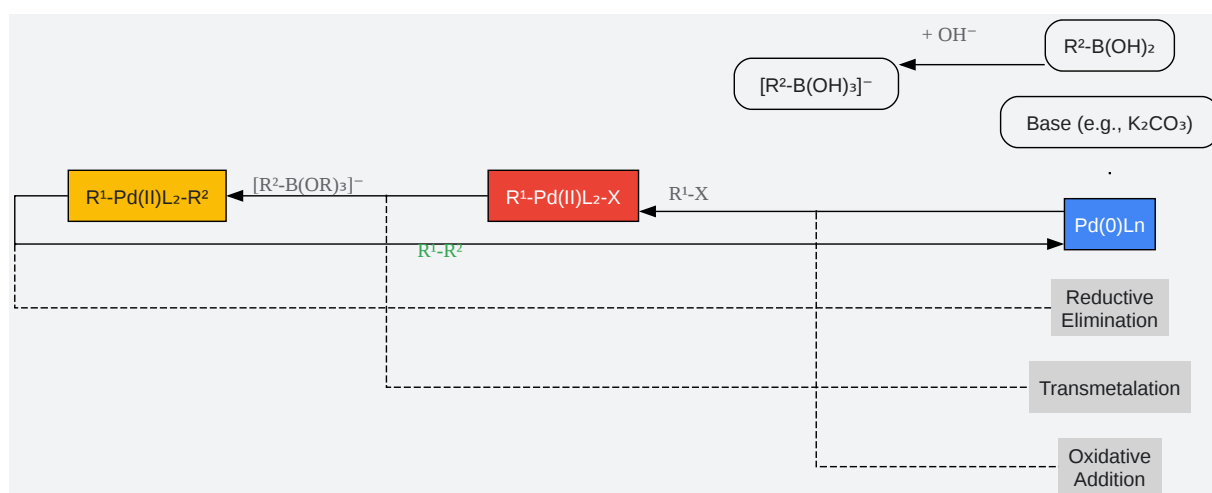 + OH⁻
R²-B(OH)₂
[R²-B(OH)₃]⁻
Base (e.g., K₂CO₃)
R¹-Pd(II)L₂-R²
[R²-B(OR)₃]⁻
R¹-Pd(II)L₂-X
R¹-X
Pd(0)Ln
R¹-R²
Reductive
Elimination
Transmetalation
Oxidative
Addition